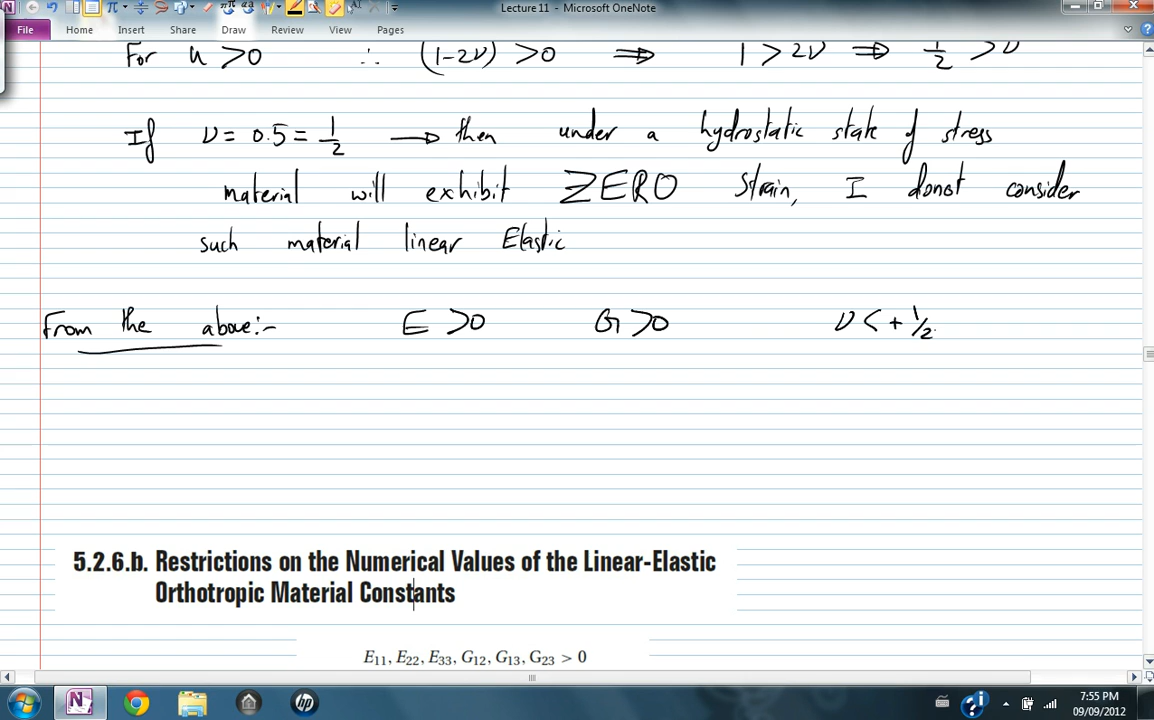 Lecture 11 - Microsoft OneNote
File Home Insert Share Draw Review View Pages
For U >0 ∴ (1-2ν) >0 ⟹ 1 > 2ν ⟹ 1/2 > ν
If ν = 0.5 = 1/2 → then under a hydrostatic state of stress
material will exhibit ZERO strain, I donot consider
such material linear Elastic
From the above:- E >0 G >0 ν < + 1/2
5.2.6.b. Restrictions on the Numerical Values of the Linear-Elastic
Orthotropic Material Constants
E₁₁, E₂₂, E₃₃, G₁₂, G₁₃, G₂₃ > 0
7:55 PM
09/09/2012